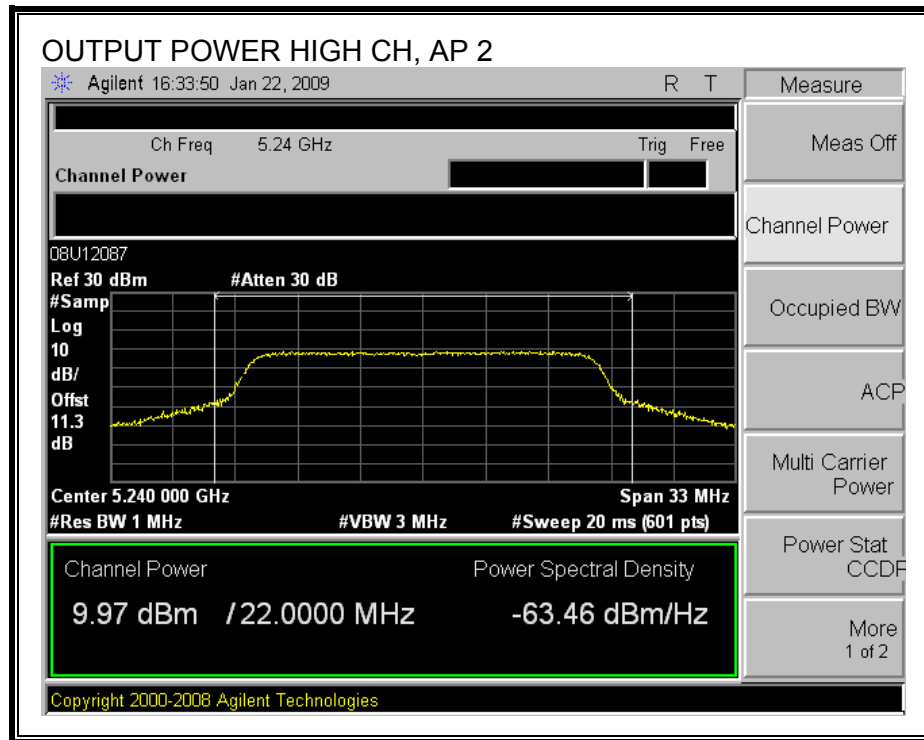 OUTPUT POWER HIGH CH, AP 2
Agilent 16:33:50 Jan 22, 2009 R T
Measure
Ch Freq 5.24 GHz Trig Free
Meas Off
Channel Power
Channel Power
08U12087
Ref 30 dBm #Atten 30 dB
#Samp
Log
10
dB/
Offst
11.3
dB
Occupied BW
ACP
Multi Carrier
Power
Center 5.240 000 GHz Span 33 MHz
#Res BW 1 MHz #VBW 3 MHz #Sweep 20 ms (601 pts)
Power Stat
CCDF
Channel Power Power Spectral Density
9.97 dBm / 22.0000 MHz -63.46 dBm/Hz
More
1 of 2
Copyright 2000-2008 Agilent Technologies